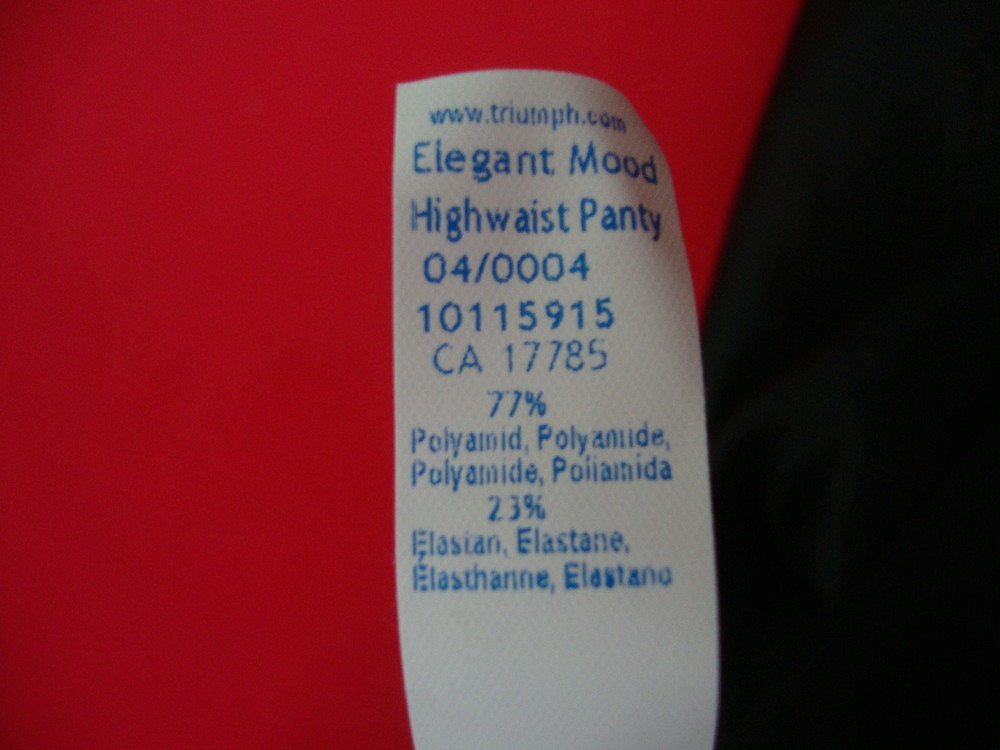 www.triumph.com
Elegant Mood
Highwaist Panty
04/0004
10115915
CA 17785
77%
Polyamid, Polyamide,
Polyamide, Poliamida
23%
Elastan, Elastane,
Élasthanne, Elastano